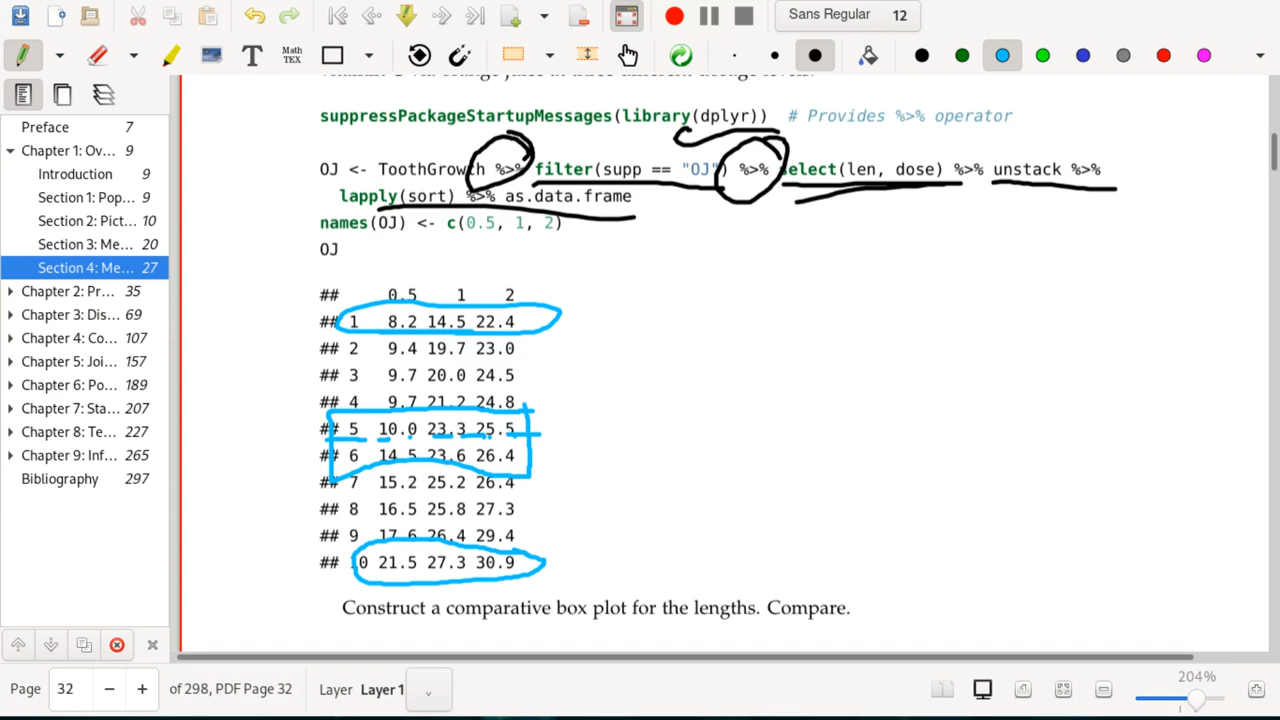 Sans Regular 12
Math
TEX
Preface 7
Chapter 1: Ov... 9
Introduction 9
Section 1: Pop... 9
Section 2: Pict... 10
Section 3: Me... 20
Section 4: Me... 27
Chapter 2: Pr... 35
Chapter 3: Dis... 69
Chapter 4: Co... 107
Chapter 5: Joi... 157
Chapter 6: Po... 189
Chapter 7: Sta... 207
Chapter 8: Te... 227
Chapter 9: Inf... 265
Bibliography 297
suppressPackageStartupMessages(library(dplyr)) # Provides %>% operator
OJ <- ToothGrowth %>% filter(supp == "OJ") %>% select(len, dose) %>% unstack %>%
lapply(sort) %>% as.data.frame
names(OJ) <- c(0.5, 1, 2)
OJ
## 0.5 1 2
## 1 8.2 14.5 22.4
## 2 9.4 19.7 23.0
## 3 9.7 20.0 24.5
## 4 9.7 21.2 24.8
## 5 10.0 23.3 25.5
## 6 14.5 23.6 26.4
## 7 15.2 25.2 26.4
## 8 16.5 25.8 27.3
## 9 17.6 26.4 29.4
## 10 21.5 27.3 30.9
Construct a comparative box plot for the lengths. Compare.
Page 32 of 298, PDF Page 32 Layer Layer 1 204%